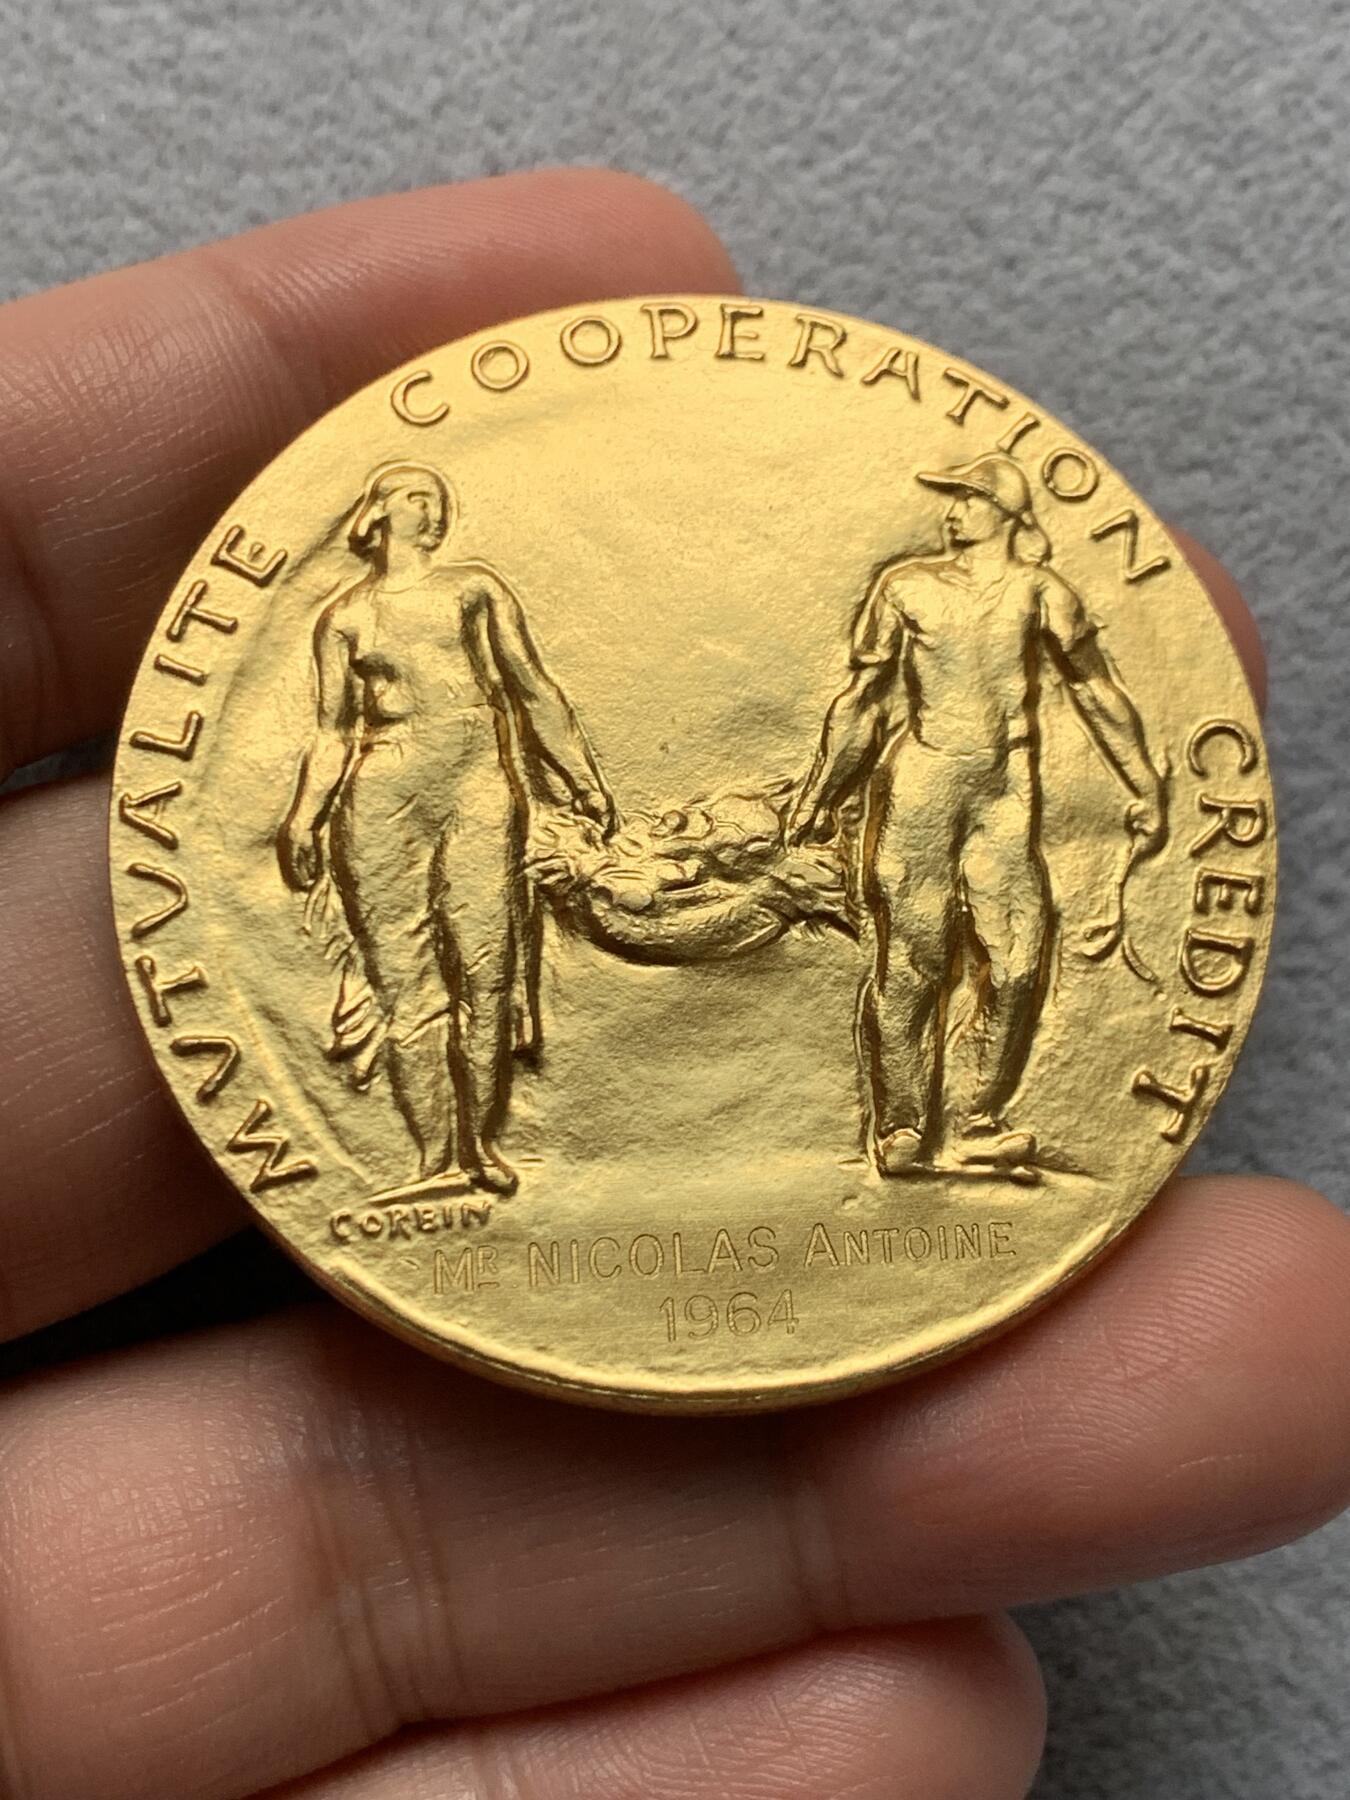 MVTVALITE COOPERATION CREDIT
CORBIN
MR NICOLAS ANTOINE
1964